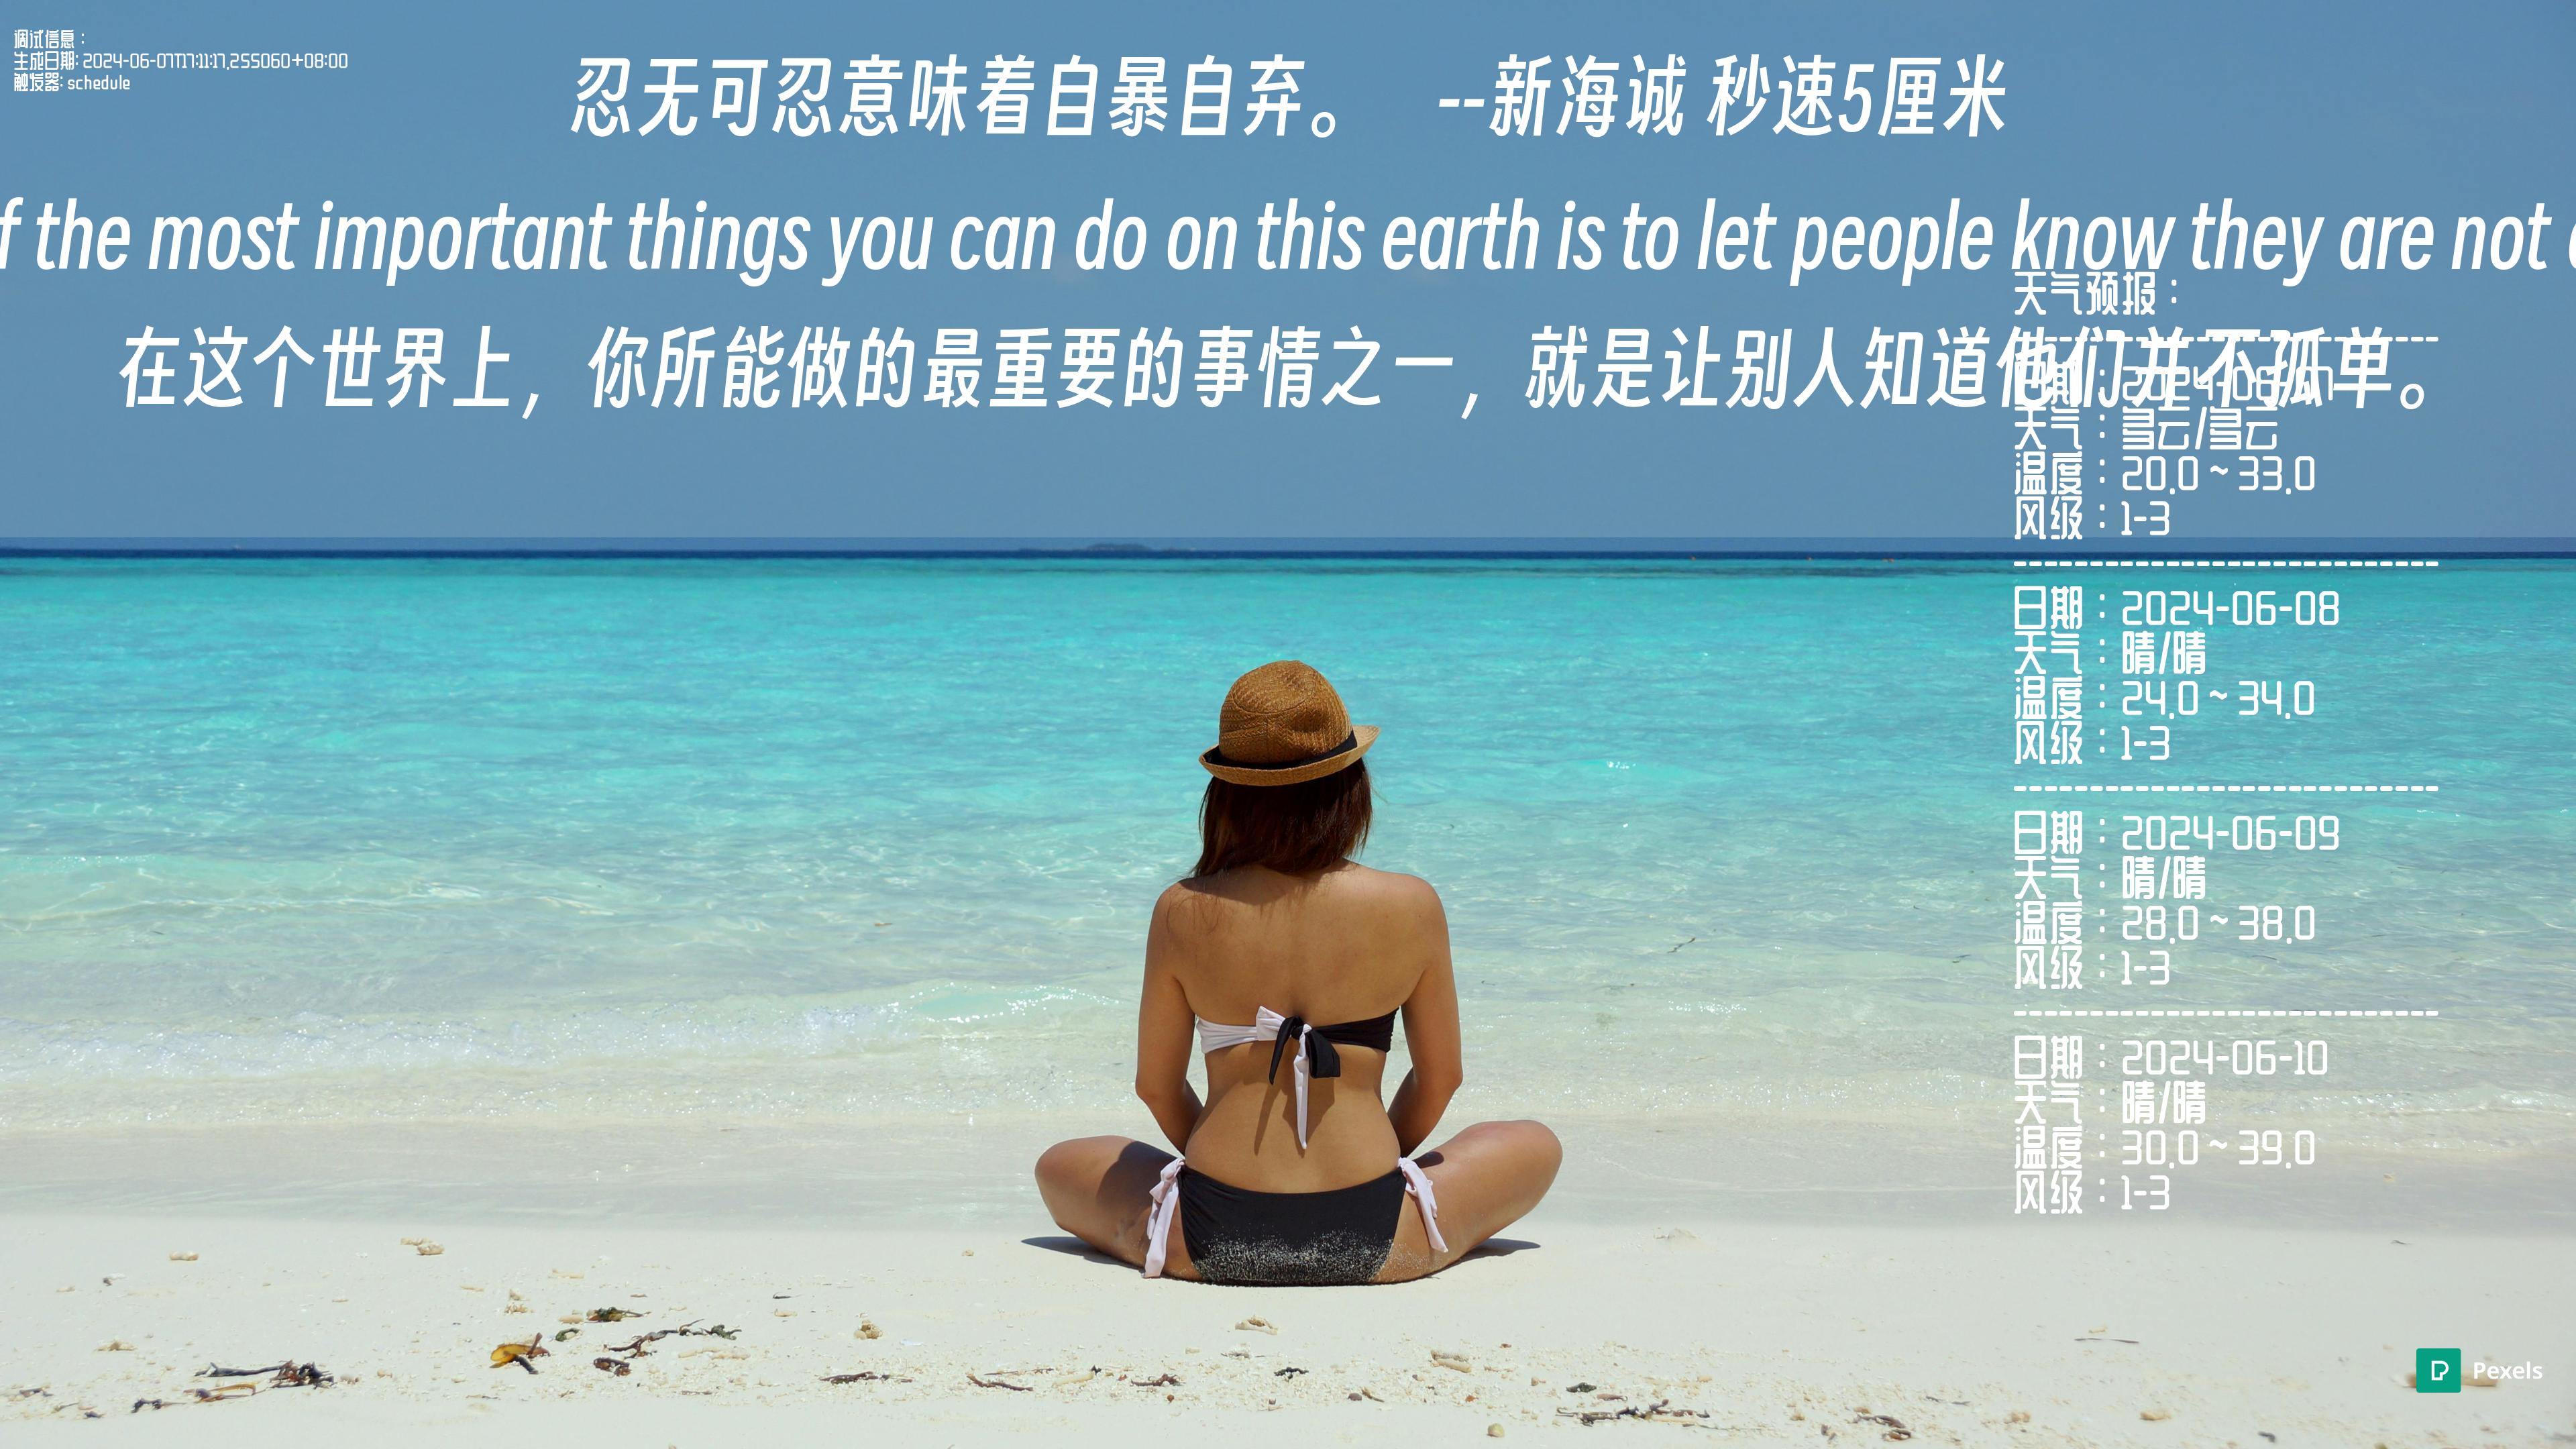 调试信息：
生成日期: 2024-06-07T17:11:17.255060+08:00
触发器: schedule
忍无可忍意味着自暴自弃。 --新海诚 秒速5厘米
the most important things you can do on this earth is to let people know they are not
在这个世界上，你所能做的最重要的事情之一，就是让别人知道他们并不孤单。
天气预报：
----------------------------
日期：2024-06-07
天气：多云/多云
温度：20.0 ~ 33.0
风级：1-3
----------------------------
日期：2024-06-08
天气：晴/晴
温度：24.0 ~ 34.0
风级：1-3
----------------------------
日期：2024-06-09
天气：晴/晴
温度：28.0 ~ 38.0
风级：1-3
----------------------------
日期：2024-06-10
天气：晴/晴
温度：30.0 ~ 39.0
风级：1-3
Pexels